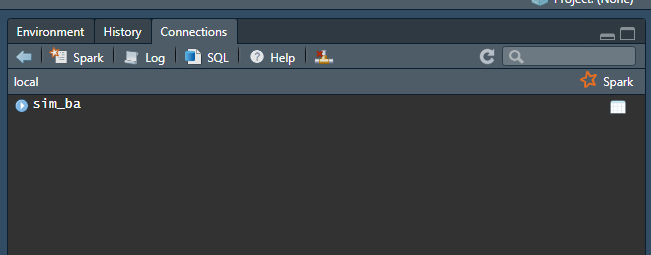 Project: (None)
Environment History Connections
Spark Log SQL Help
local Spark
sim_ba